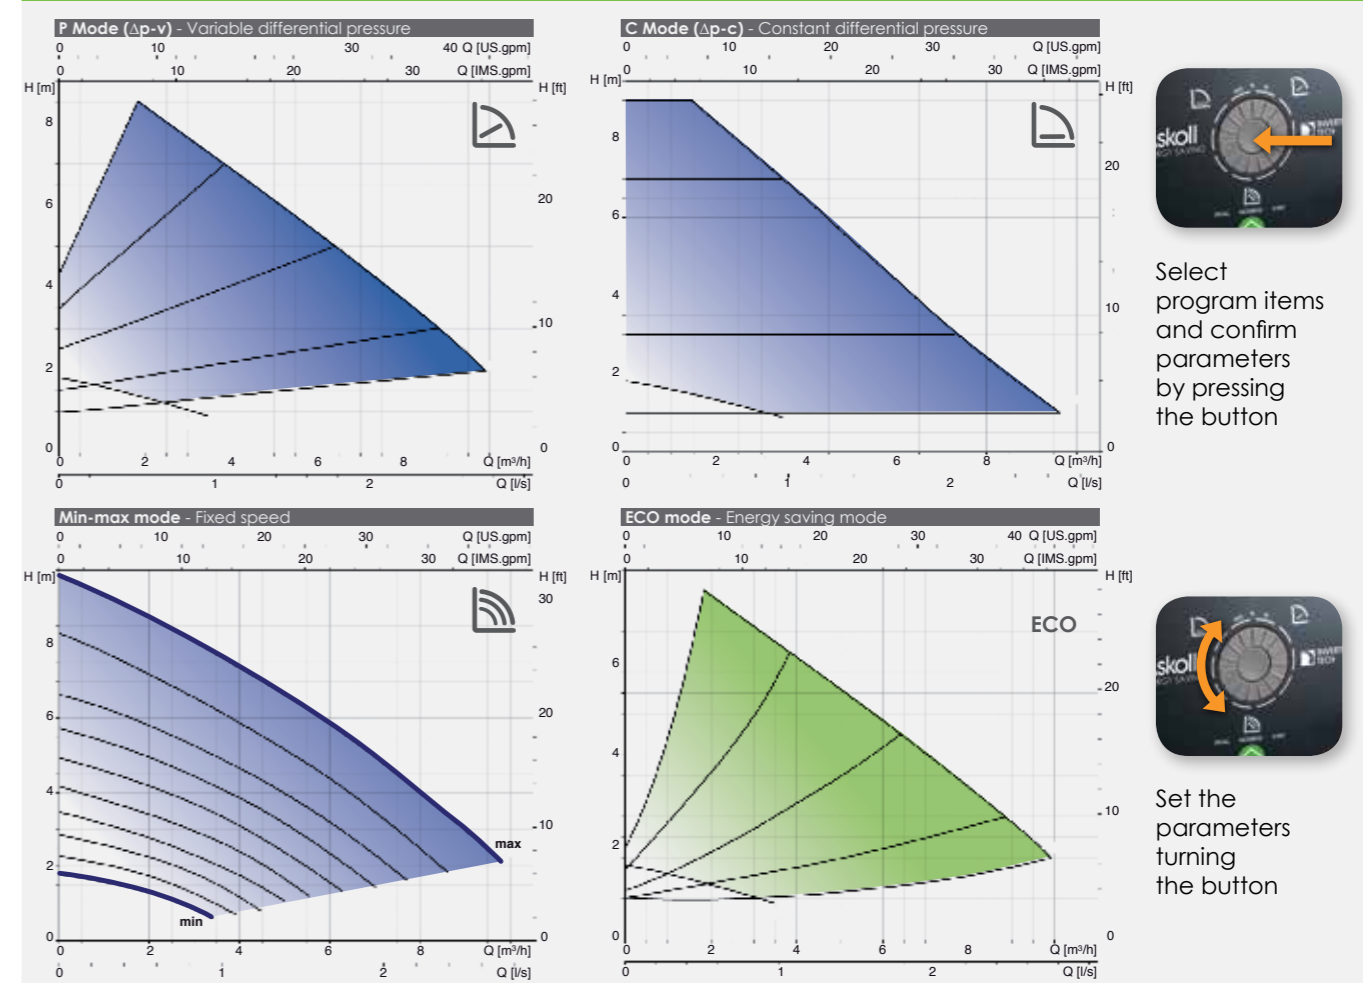 P Mode (Δp-v) - Variable differential pressure
0 10 30 40 Q [US.gpm]
0 10 20 30 Q [IMS.gpm]
H [m] H [ft]
8
6 20
4
10
2
0 0
0 2 4 6 8 Q [m³/h]
0 1 2 Q [l/s]
C Mode (Δp-c) - Constant differential pressure
0 10 20 30 Q [US.gpm]
0 10 20 30 Q [IMS.gpm]
H [m] H [ft]
8
20
6
4
10
2
0 0
0 2 4 6 8 Q [m³/h]
0 1 2 Q [l/s]
skoll
INVERT
TECH
Select
program items
and confirm
parameters
by pressing
the button
Min-max mode - Fixed speed
0 10 20 30 Q [US.gpm]
0 10 20 30 Q [IMS.gpm]
H [m] H [ft]
30
8
6 20
4
10
max
2
min
0 0
0 2 4 6 8 Q [m³/h]
0 1 2 Q [l/s]
ECO mode - Energy saving mode
0 10 20 30 40 Q [US.gpm]
0 10 20 30 Q [IMS.gpm]
H [m] H [ft]
ECO
6
20
4
10
2
0 0
0 2 4 6 8 Q [m³/h]
0 1 2 Q [l/s]
skoll
INVERT
TECH
Set the
parameters
turning
the button